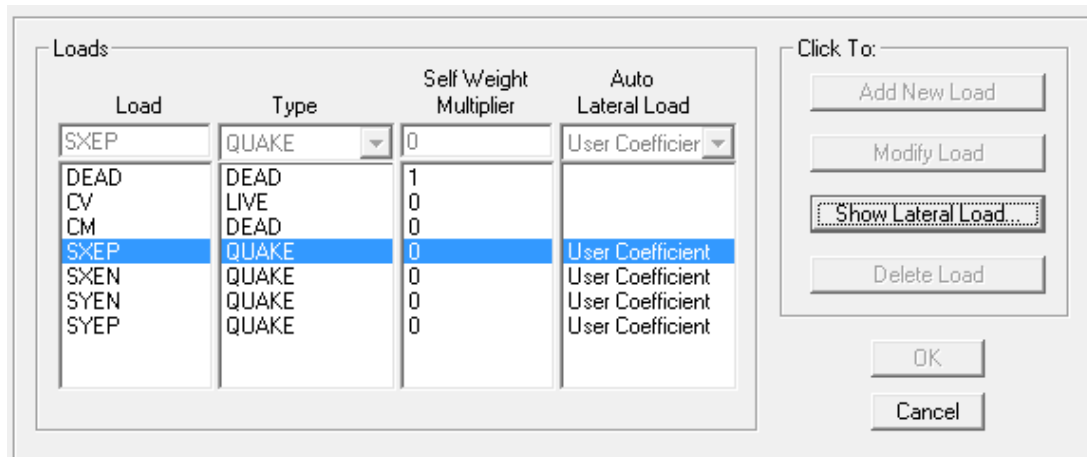 Loads
Click To:
Self Weight Auto
Load Type Multiplier Lateral Load
SXEP QUAKE 0 User Coefficier
DEAD DEAD 1
CV LIVE 0
CM DEAD 0
SXEP QUAKE 0 User Coefficient
SXEN QUAKE 0 User Coefficient
SYEN QUAKE 0 User Coefficient
SYEP QUAKE 0 User Coefficient
Add New Load
Modify Load
Show Lateral Load...
Delete Load
OK
Cancel